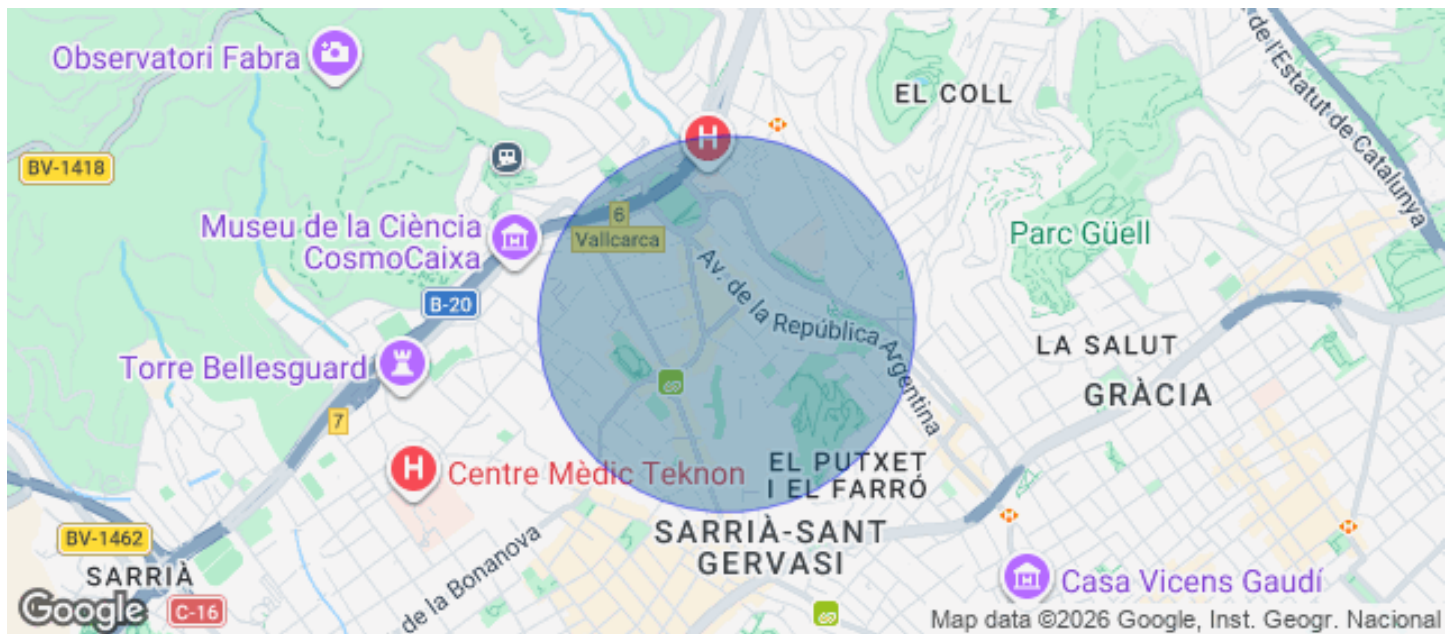 Observatori Fabra
EL COLL
H
BV-1418
6
Vallcarca
Museu de la Ciència
CosmoCaixa
Parc Güell
de l'Estatut de Catalunya
B-20
Av. de la República Argentina
Torre Bellesguard
LA SALUT
GRÀCIA
7
H
Centre Mèdic Teknon
EL PUTXET
I EL FARRÓ
SARRIÀ-SANT
GERVASI
BV-1462
SARRIÀ
de la Bonanova
Casa Vicens Gaudí
Google
C-16
Map data ©2026 Google, Inst. Geogr. Nacional